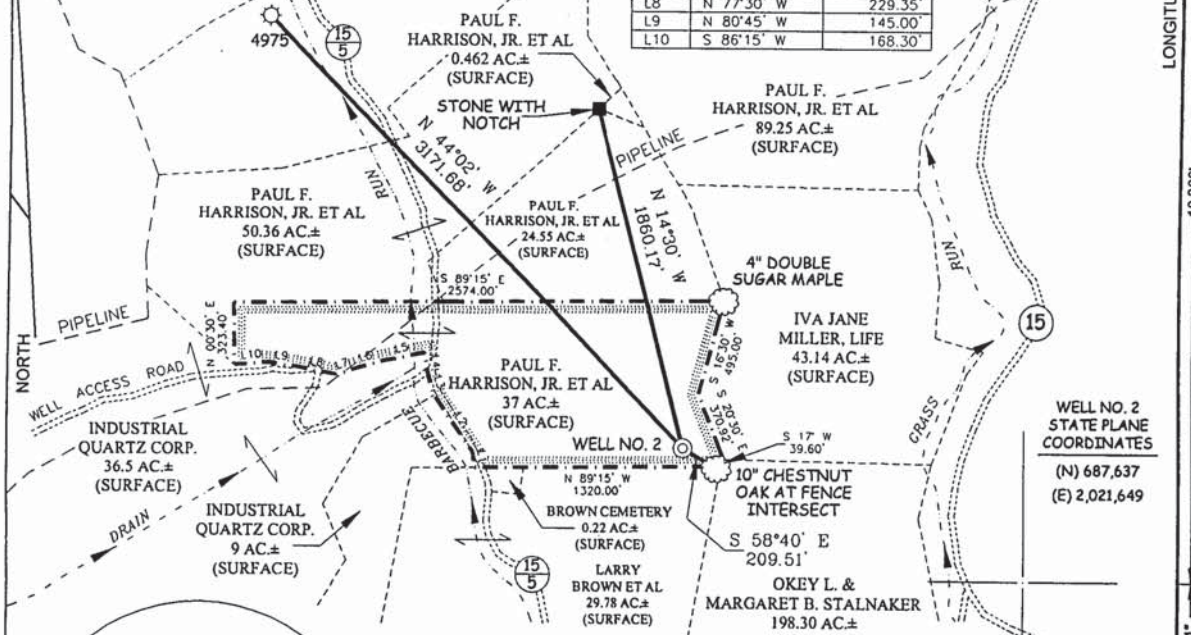 L8 N 77°30' W 229.35'
L9 N 80°45' W 145.00'
L10 S 86°15' W 168.30'
LONGITU
4975
15
5
PAUL F.
HARRISON, JR. ET AL
0.462 AC.±
(SURFACE)
STONE WITH
NOTCH
PAUL F.
HARRISON, JR. ET AL
89.25 AC.±
(SURFACE)
PIPELINE
N 44°02' W
3171.68'
RUN
PAUL F.
HARRISON, JR. ET AL
50.36 AC.±
(SURFACE)
PAUL F.
HARRISON, JR. ET AL
24.55 AC.±
(SURFACE)
N 14°30' W
1860.17'
4" DOUBLE
SUGAR MAPLE
RUN
S 89°15' E
2574.00'
N 00°30' E
323.40'
PIPELINE
NORTH
15
IVA JANE
MILLER, LIFE
43.14 AC.±
(SURFACE)
S 16°30' W
495.00'
L10 L9 L8 L7 L6 L5
WELL ACCESS ROAD
PAUL F.
HARRISON, JR. ET AL
37 AC.±
(SURFACE)
S 20°30' E
370.92'
L2
BARBECUE
WELL NO. 2
S 17° W
39.60'
GRASS
WELL NO. 2
STATE PLANE
COORDINATES
(N) 687,637
(E) 2,021,649
INDUSTRIAL
QUARTZ CORP.
36.5 AC.±
(SURFACE)
N 89°15' W
1320.00'
10" CHESTNUT
OAK AT FENCE
INTERSECT
DRAIN
INDUSTRIAL
QUARTZ CORP.
9 AC.±
(SURFACE)
BROWN CEMETERY
0.22 AC.±
(SURFACE)
S 58°40' E
209.51'
15
5
LARRY
BROWN ET AL
29.78 AC.±
(SURFACE)
OKEY L. &
MARGARET B. STALNAKER
198.30 AC.±